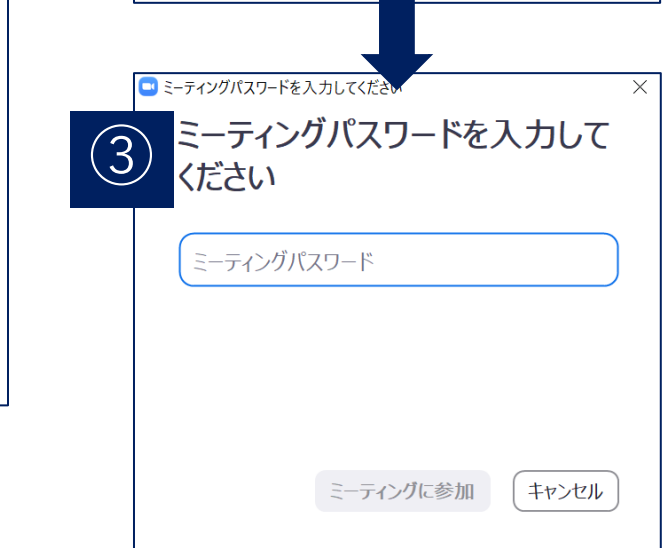 ミーティングパスワードを入力してください
③
ミーティングパスワードを入力して
ください
ミーティングパスワード
ミーティングに参加
キャンセル